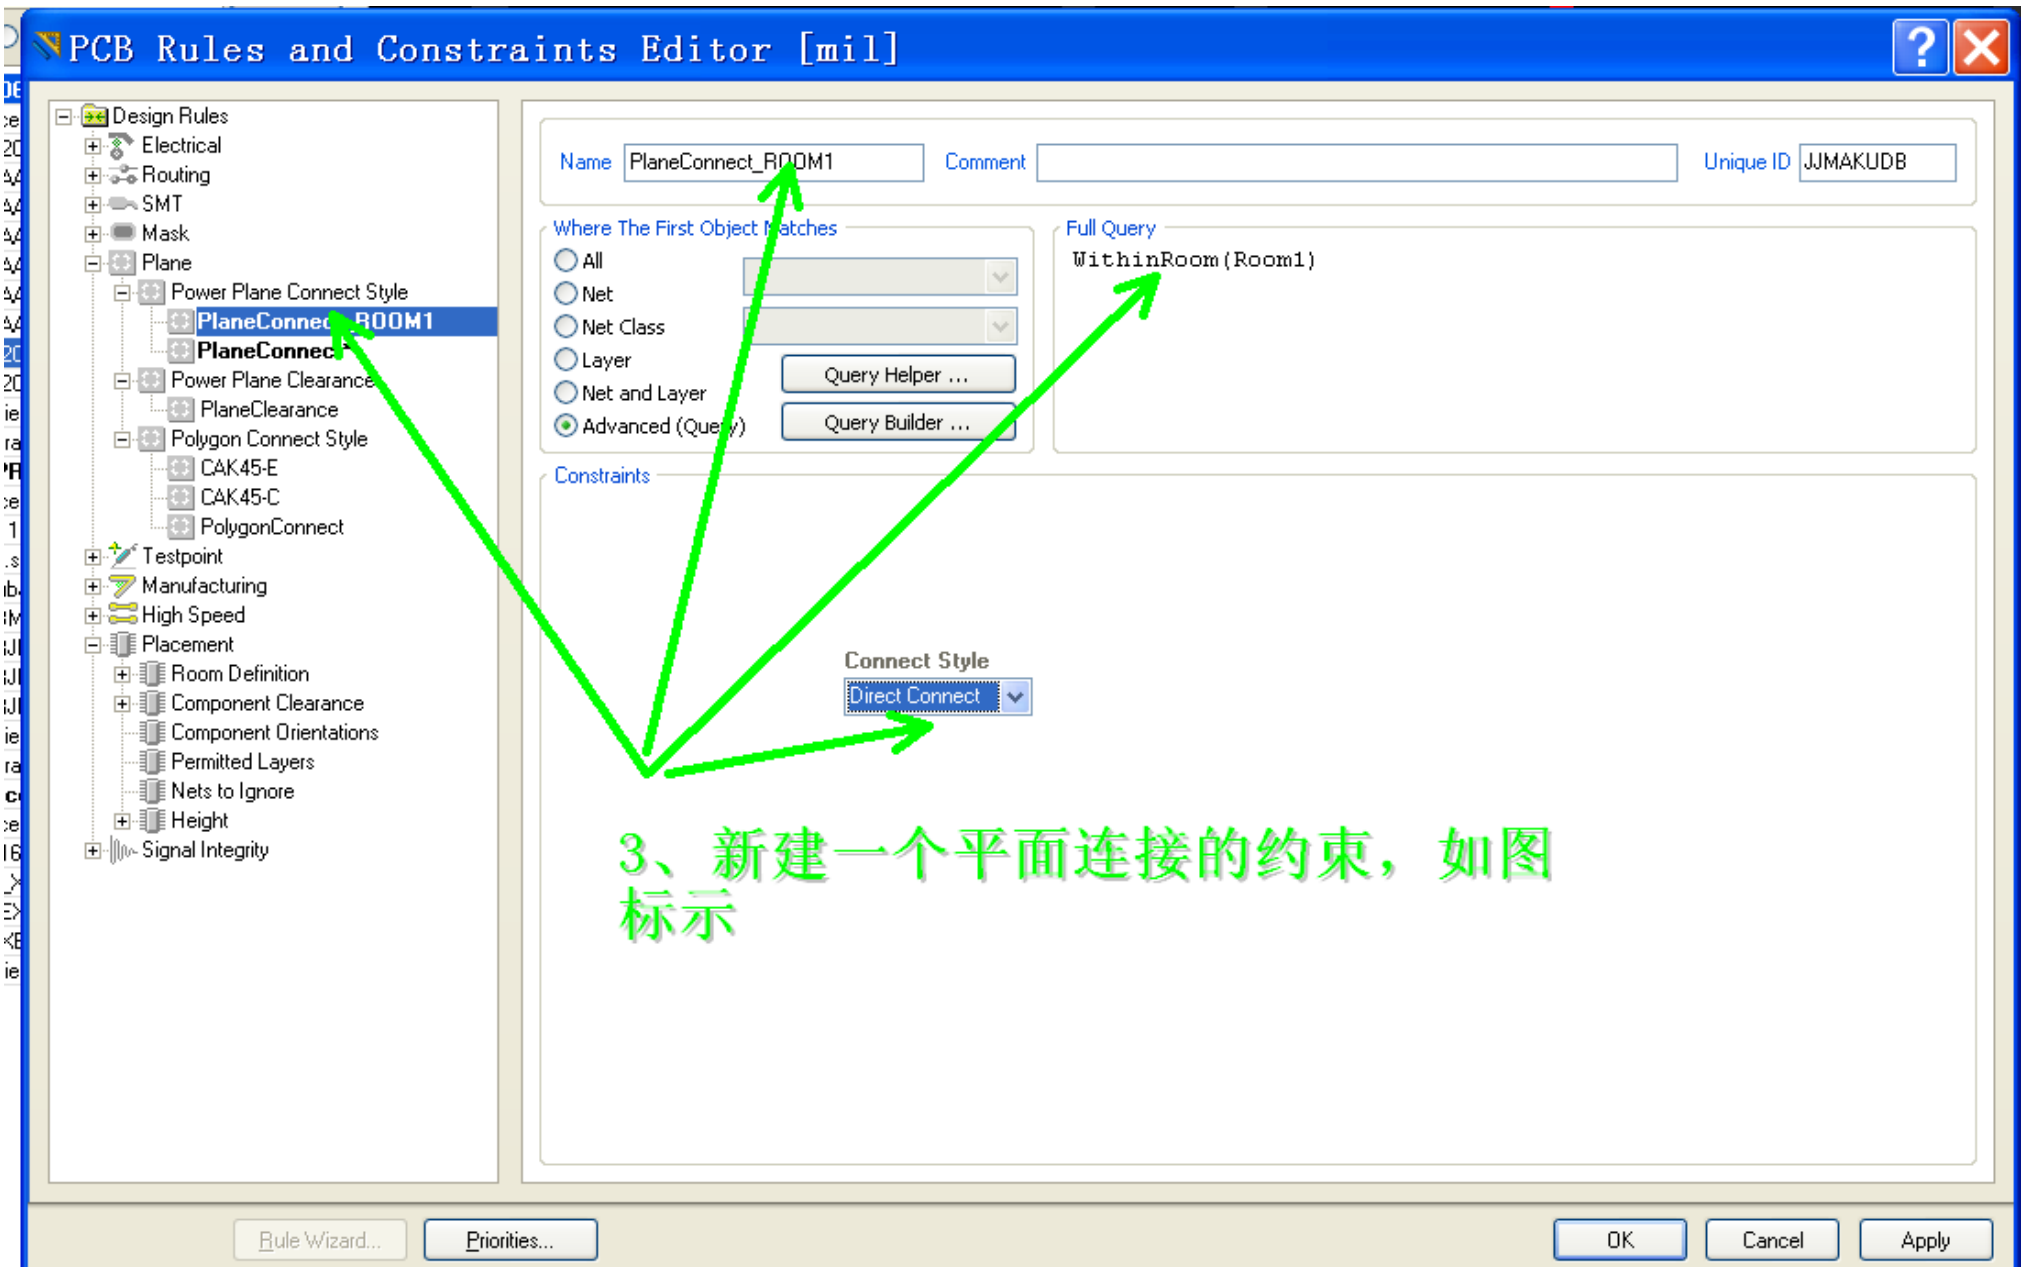 PCB Rules and Constraints Editor [mil]
Design Rules
Electrical
Routing
SMT
Mask
Plane
Power Plane Connect Style
PlaneConnect_ROOM1
PlaneConnect*
Power Plane Clearance
PlaneClearance
Polygon Connect Style
CAK45-E
CAK45-C
PolygonConnect
Testpoint
Manufacturing
High Speed
Placement
Room Definition
Component Clearance
Component Orientations
Permitted Layers
Nets to Ignore
Height
Signal Integrity
Name PlaneConnect_ROOM1 Comment Unique ID JJMAKUDB
Where The First Object Matches
All
Net
Net Class
Layer
Net and Layer
Advanced (Query)
Query Helper ...
Query Builder ...
Full Query
WithinRoom(Room1)
Constraints
Connect Style
Direct Connect
3、新建一个平面连接的约束，如图
标示
Rule Wizard... Priorities... OK Cancel Apply